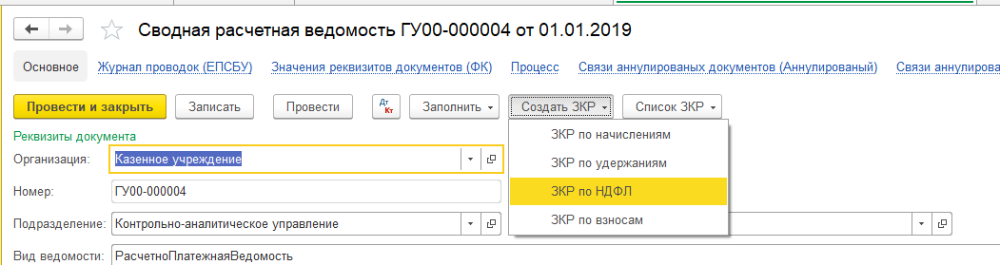 Сводная расчетная ведомость ГУ00-000004 от 01.01.2019
Основное Журнал проводок (ЕПСБУ) Значения реквизитов документов (ФК) Процесс Связи аннулированых документов (Аннулированый) Связи аннулирова
Провести и закрыть Записать Провести Дт Кт Заполнить Создать ЗКР Список ЗКР
Реквизиты документа
ЗКР по начислениям
Организация: Казенное учреждение
ЗКР по удержаниям
Номер: ГУ00-000004
ЗКР по НДФЛ
Подразделение: Контрольно-аналитическое управление
ЗКР по взносам
Вид ведомости: РасчетноПлатежнаяВедомость